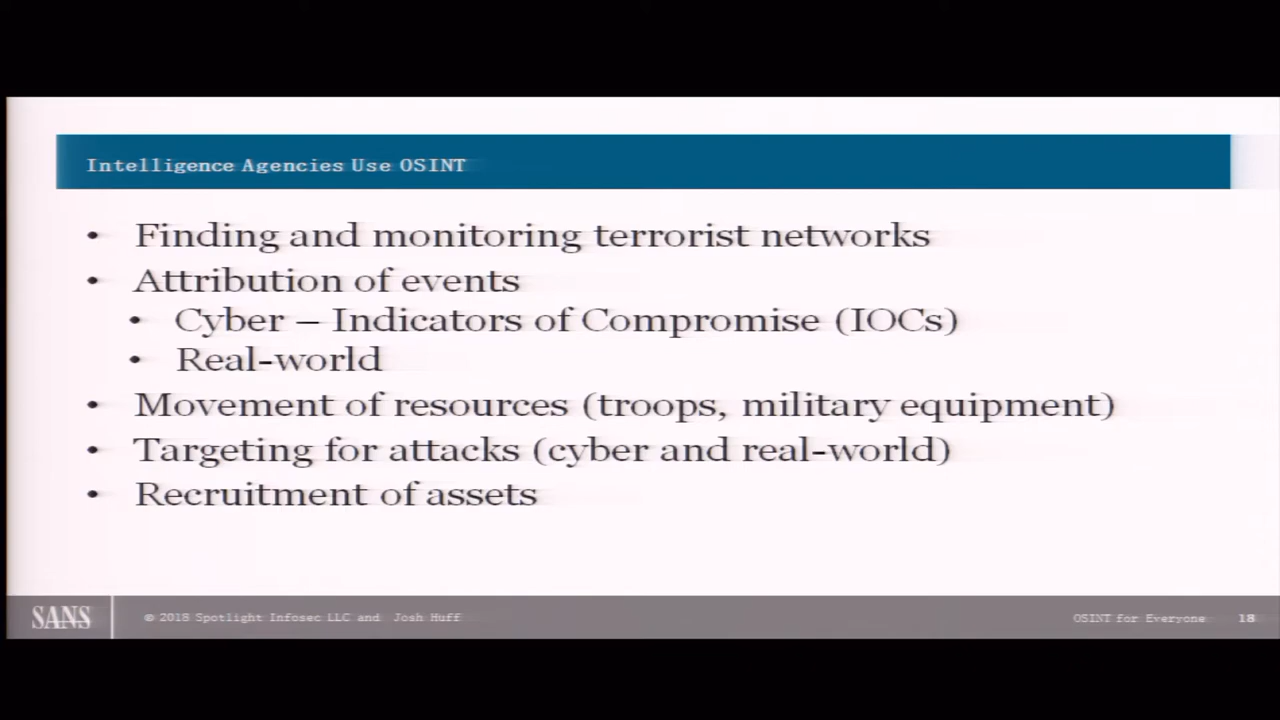 Intelligence Agencies Use OSINT
• Finding and monitoring terrorist networks
• Attribution of events
• Cyber – Indicators of Compromise (IOCs)
• Real-world
• Movement of resources (troops, military equipment)
• Targeting for attacks (cyber and real-world)
• Recruitment of assets
SANS
© 2018 Spotlight Infosec LLC and Josh Huff
OSINT for Everyone
18